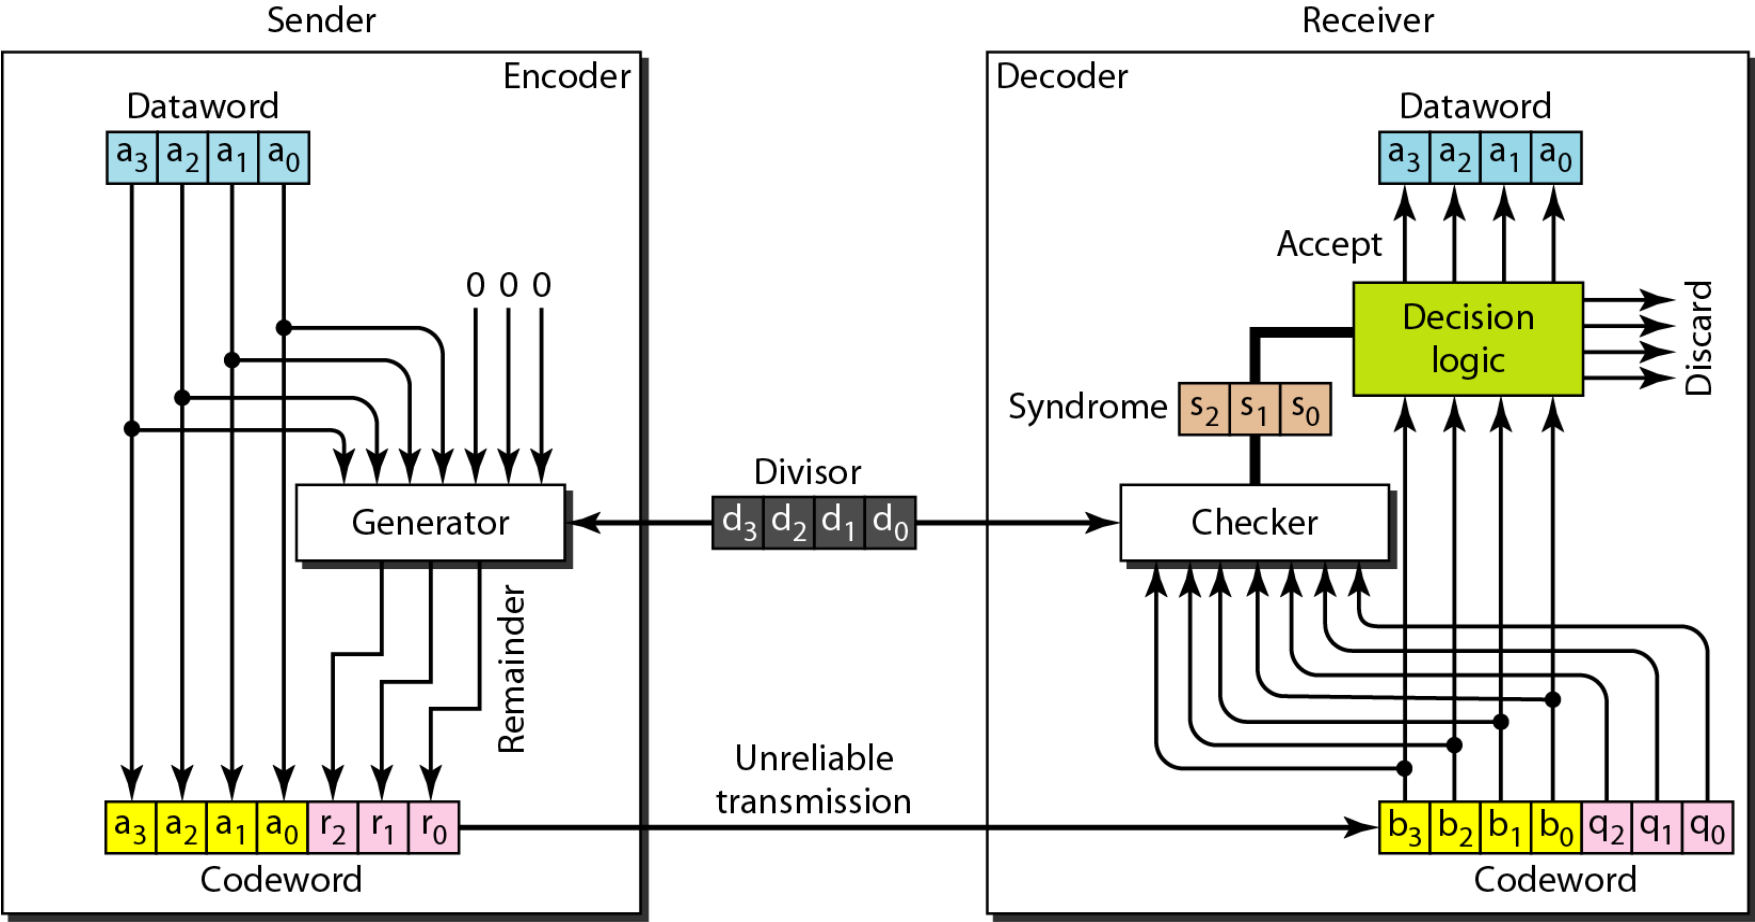 Sender
Encoder
Dataword
a3 a2 a1 a0
0 0 0
Generator
Remainder
a3 a2 a1 a0 r2 r1 r0
Codeword
Divisor
d3 d2 d1 d0
Unreliable
transmission
Receiver
Decoder
Dataword
a3 a2 a1 a0
Accept
Decision
logic
Discard
Syndrome
s2 s1 s0
Checker
b3 b2 b1 b0 q2 q1 q0
Codeword